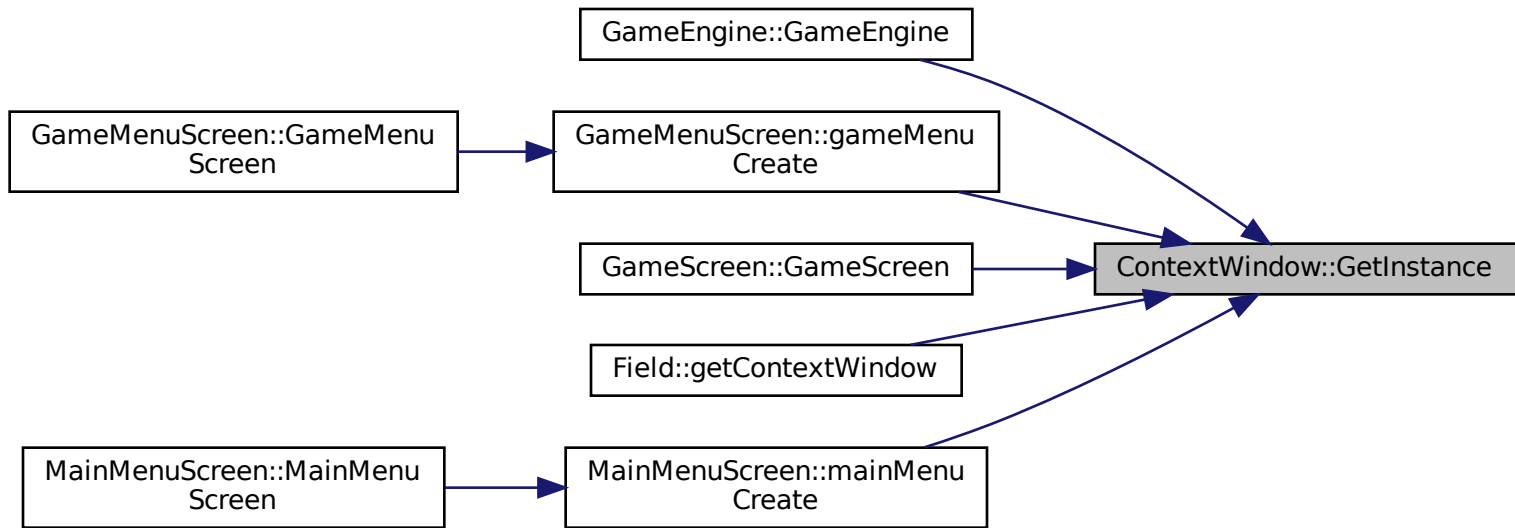 GameEngine::GameEngine
GameMenuScreen::GameMenu
Screen
GameMenuScreen::gameMenu
Create
GameScreen::GameScreen
ContextWindow::GetInstance
Field::getContextWindow
MainMenuScreen::MainMenu
Screen
MainMenuScreen::mainMenu
Create